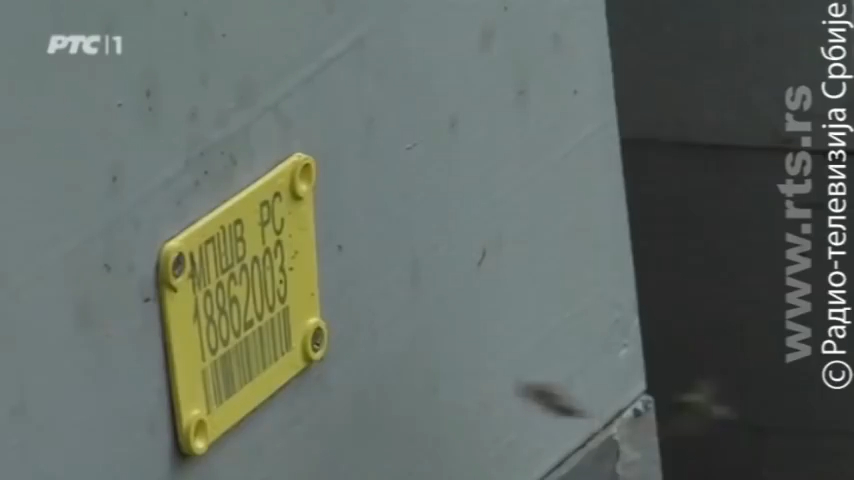 РТС|1
МПШВ РС
18862003
www.rts.rs
©Радио-телевизија Србије